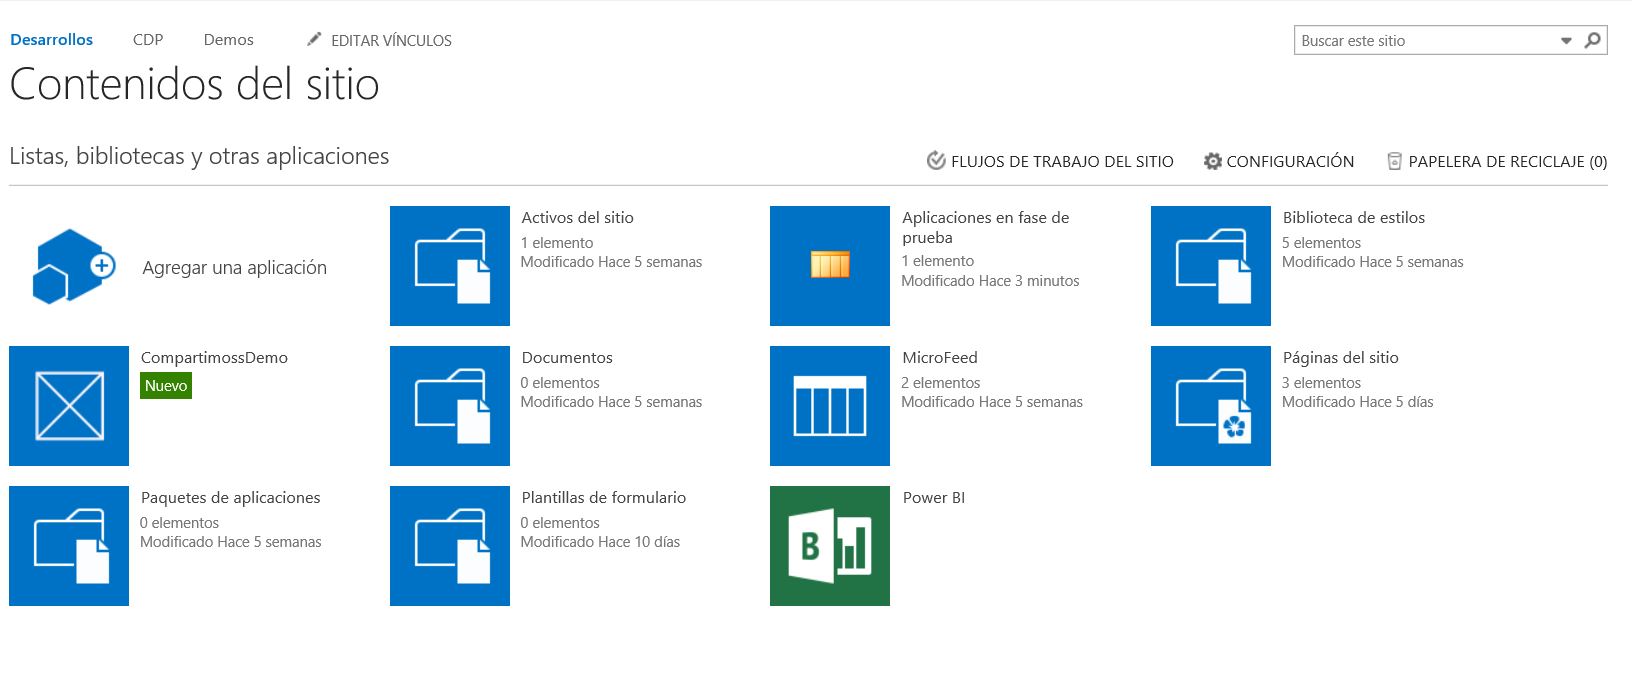 Desarrollos CDP Demos EDITAR VÍNCULOS
Buscar este sitio
Contenidos del sitio
Listas, bibliotecas y otras aplicaciones
FLUJOS DE TRABAJO DEL SITIO CONFIGURACIÓN PAPELERA DE RECICLAJE (0)
Agregar una aplicación
Activos del sitio
1 elemento
Modificado Hace 5 semanas
Aplicaciones en fase de
prueba
1 elemento
Modificado Hace 3 minutos
Biblioteca de estilos
5 elementos
Modificado Hace 5 semanas
CompartimossDemo
Nuevo
Documentos
0 elementos
Modificado Hace 5 semanas
MicroFeed
2 elementos
Modificado Hace 5 semanas
Páginas del sitio
3 elementos
Modificado Hace 5 días
Paquetes de aplicaciones
0 elementos
Modificado Hace 5 semanas
Plantillas de formulario
0 elementos
Modificado Hace 10 días
B
Power BI